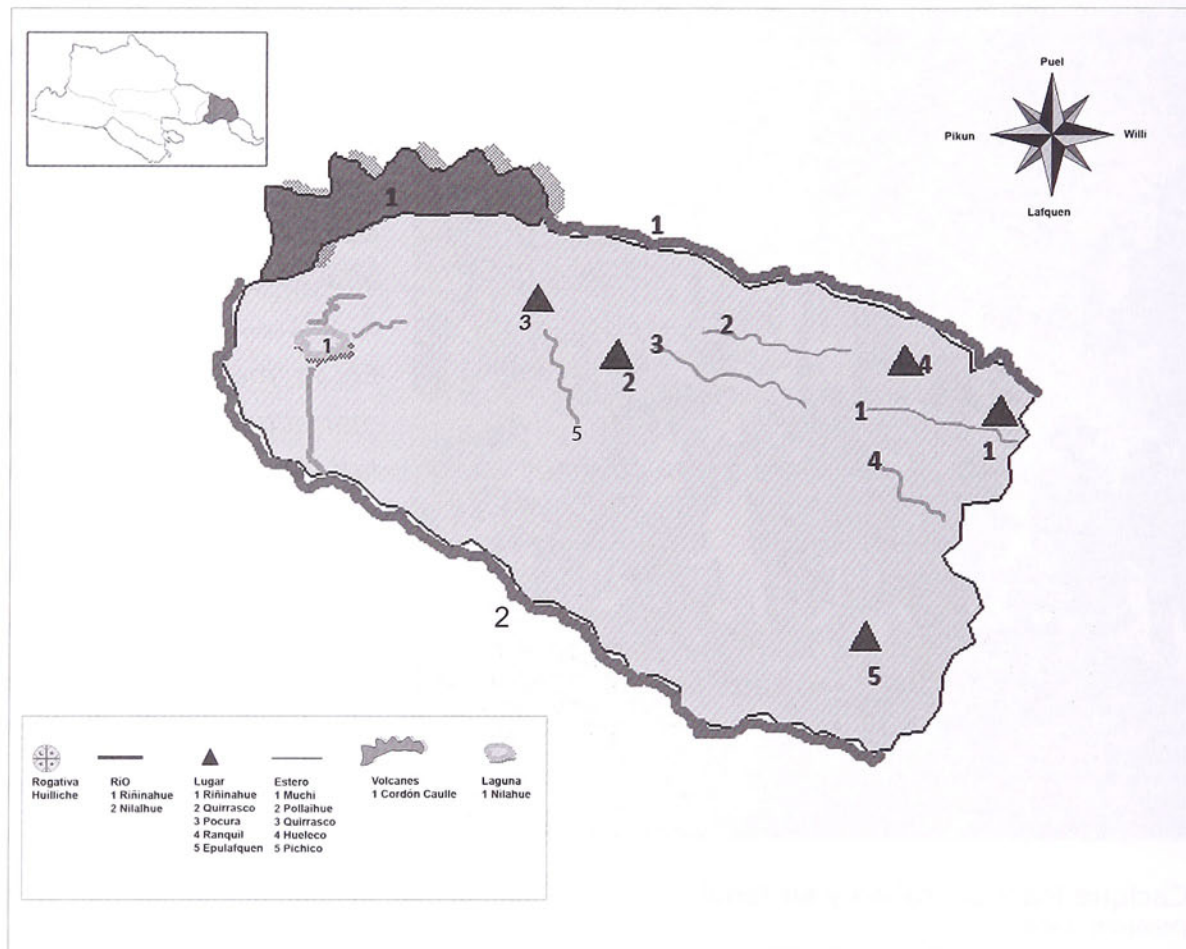 Puel
Pikun
Willi
Lafquen
1
1
3
2
2
3
4
1
1
1
4
5
2
5
Rogativa
Huilliche
RiO
1 Riñinahue
2 Nilalhue
Lugar
1 Riñinahue
2 Quirrasco
3 Pocura
4 Ranquil
5 Epulafquen
Estero
1 Muchi
2 Pollaihue
3 Quirrasco
4 Hueleco
5 Pichico
Volcanes
1 Cordón Caulle
Laguna
1 Nilahue